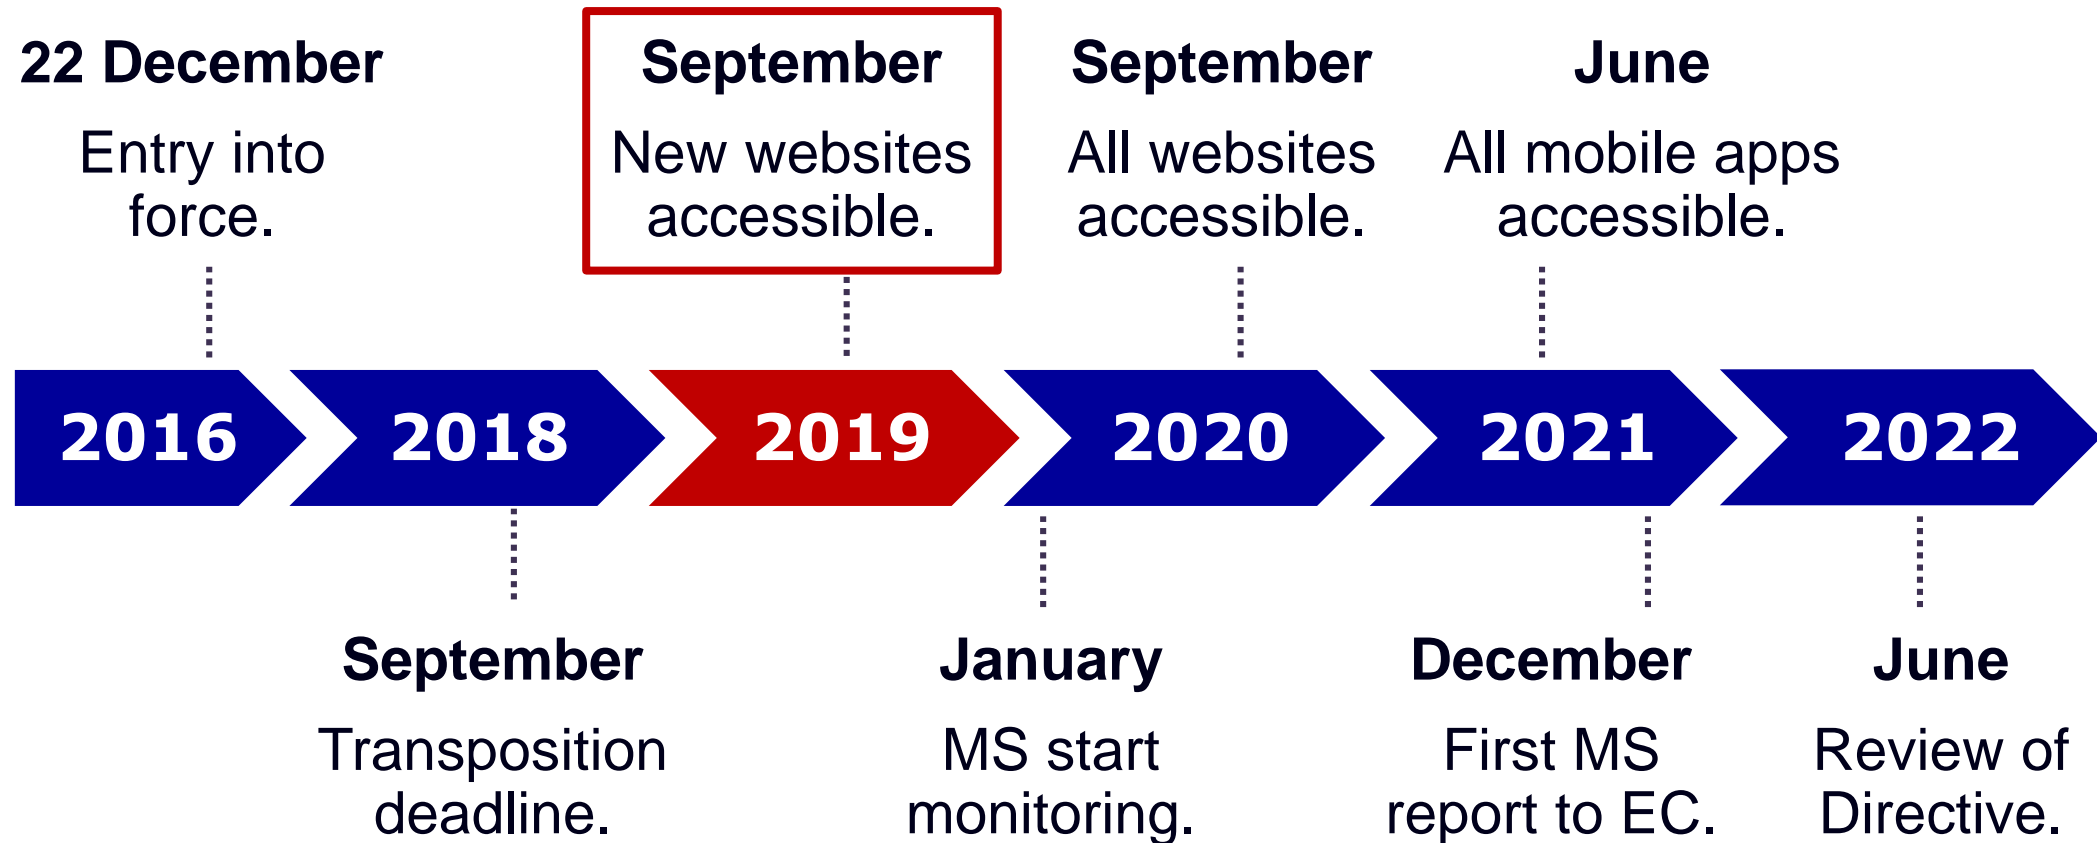 22 December
Entry into
force.
September
New websites
accessible.
September
All websites
accessible.
June
All mobile apps
accessible.
2016
2018
2019
2020
2021
2022
September
Transposition
deadline.
January
MS start
monitoring.
December
First MS
report to EC.
June
Review of
Directive.